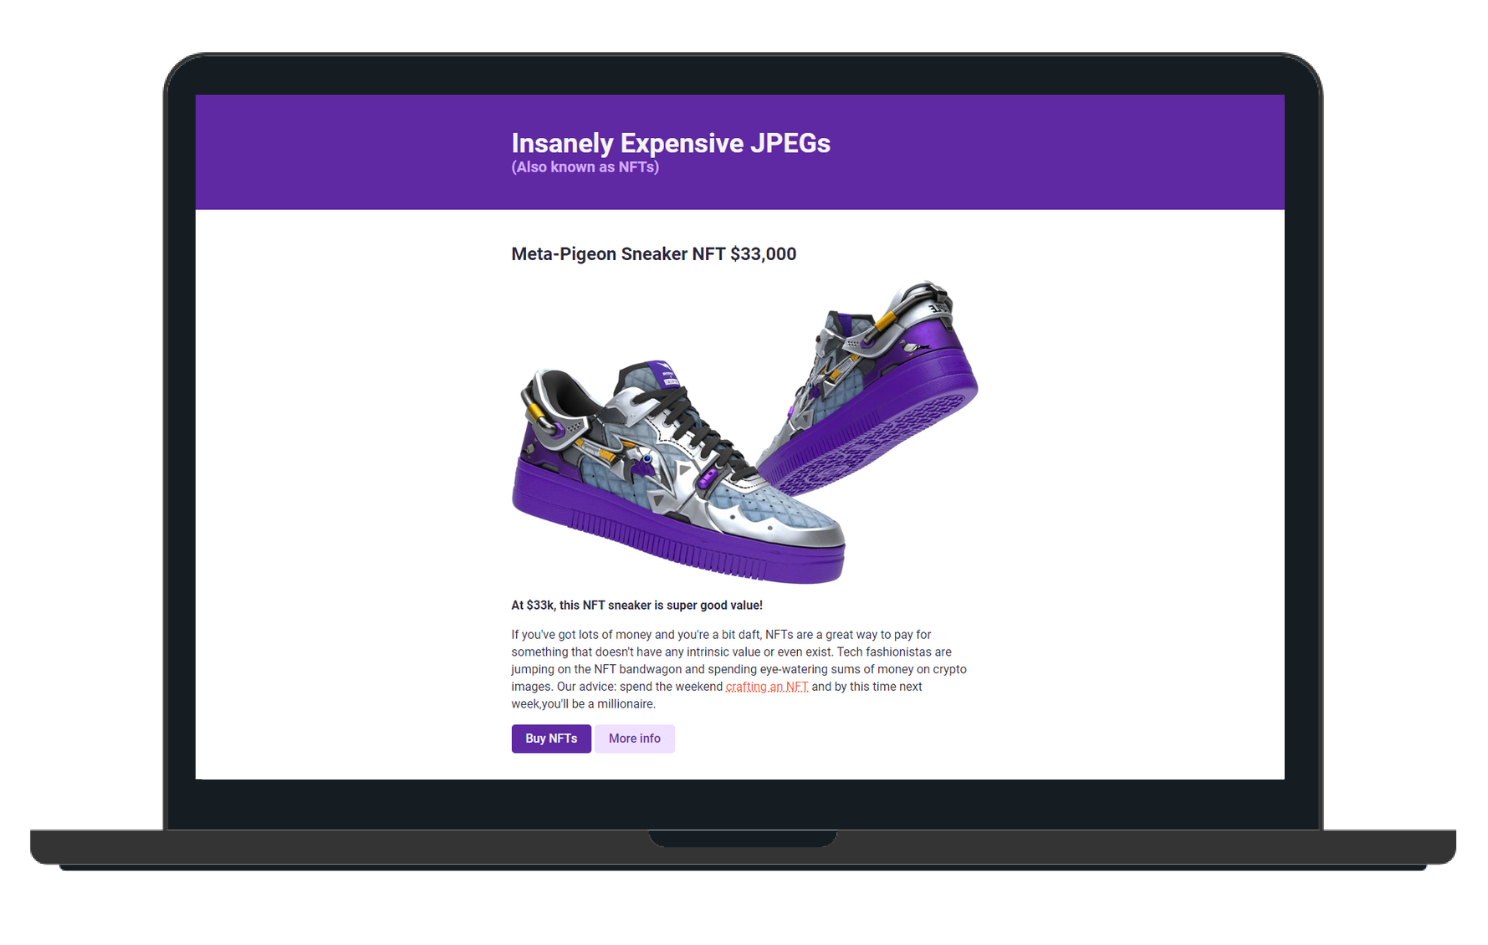 Insanely Expensive JPEGs
(Also known as NFTs)
Meta-Pigeon Sneaker NFT $33,000
At $33k, this NFT sneaker is super good value!
If you've got lots of money and you're a bit daft, NFTs are a great way to pay for
something that doesn't have any intrinsic value or even exist. Tech fashionistas are
jumping on the NFT bandwagon and spending eye-watering sums of money on crypto
images. Our advice: spend the weekend crafting an NFT and by this time next
week,you'll be a millionaire.
Buy NFTs More info